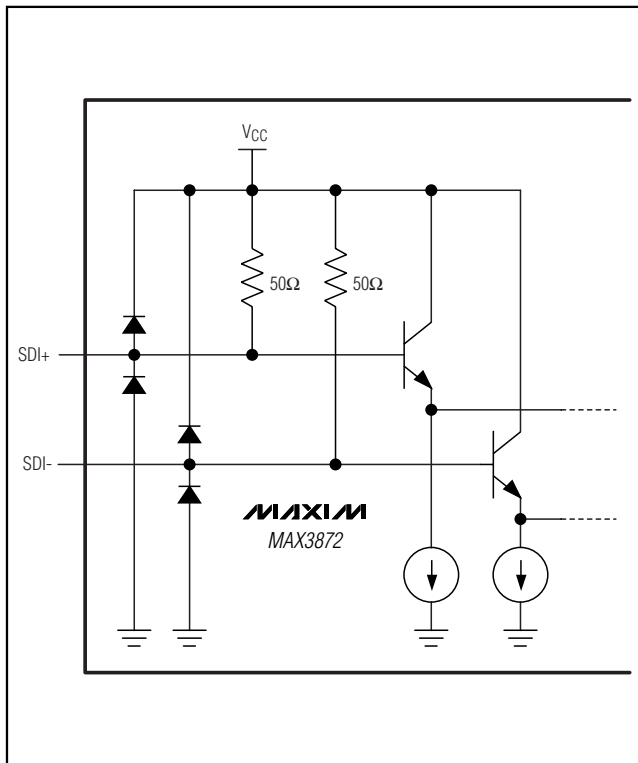 VCC
50Ω
50Ω
SDI+
SDI-
MAXIM
MAX3872